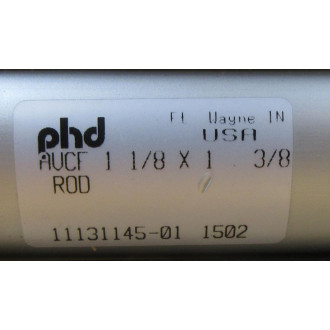 phd Ft Wayne IN
USA
AVCF 1 1/8 X 1 3/8
ROD
11131145-01 1502